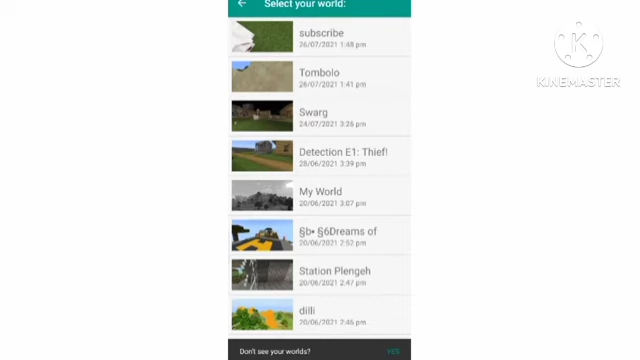 Select your world:
subscribe
26/07/2021 1:48 pm
Tombolo
26/07/2021 1:41 pm
Swarg
24/07/2021 3:26 pm
Detection E1: Thief!
28/06/2021 3:39 pm
My World
20/06/2021 3:07 pm
§b• §6Dreams of
20/06/2021 2:52 pm
Station Plengeh
20/06/2021 2:47 pm
dilli
20/06/2021 2:46 pm
Don't see your worlds? YES
K
KINEMASTER